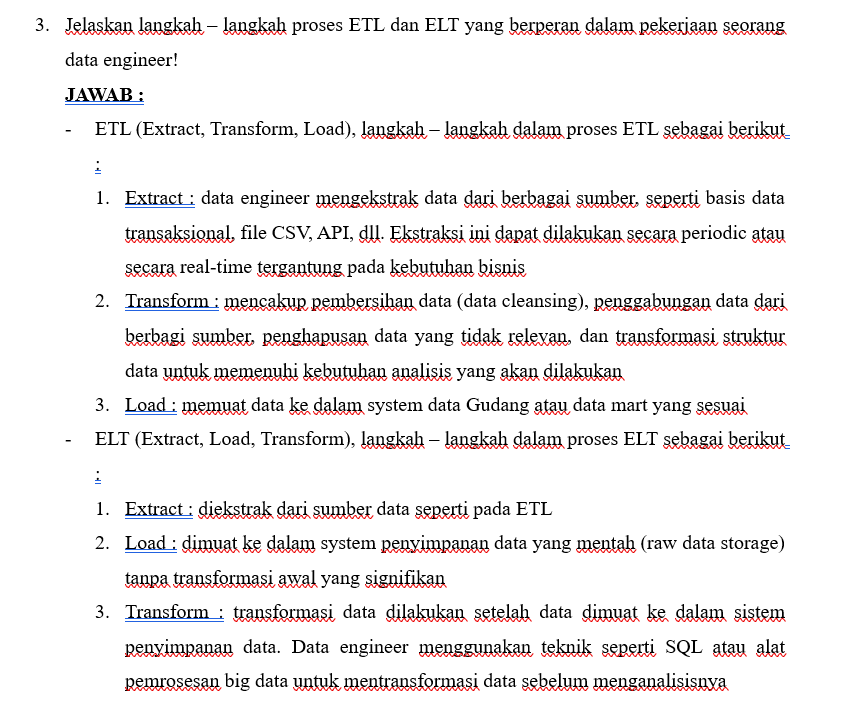 3. Jelaskan langkah – langkah proses ETL dan ELT yang berperan dalam pekerjaan seorang
data engineer!
JAWAB :
- ETL (Extract, Transform, Load), langkah – langkah dalam proses ETL sebagai berikut
:
1. Extract : data engineer mengekstrak data dari berbagai sumber, seperti basis data
transaksional, file CSV, API, dll. Ekstraksi ini dapat dilakukan secara periodic atau
secara real-time tergantung pada kebutuhan bisnis
2. Transform : mencakup pembersihan data (data cleansing), penggabungan data dari
berbagi sumber, penghapusan data yang tidak relevan, dan transformasi struktur
data untuk memenuhi kebutuhan analisis yang akan dilakukan
3. Load : memuat data ke dalam system data Gudang atau data mart yang sesuai
- ELT (Extract, Load, Transform), langkah – langkah dalam proses ELT sebagai berikut
:
1. Extract : diekstrak dari sumber data seperti pada ETL
2. Load : dimuat ke dalam system penyimpanan data yang mentah (raw data storage)
tanpa transformasi awal yang signifikan
3. Transform : transformasi data dilakukan setelah data dimuat ke dalam sistem
penyimpanan data. Data engineer menggunakan teknik seperti SQL atau alat
pemrosesan big data untuk mentransformasi data sebelum menganalisisnya